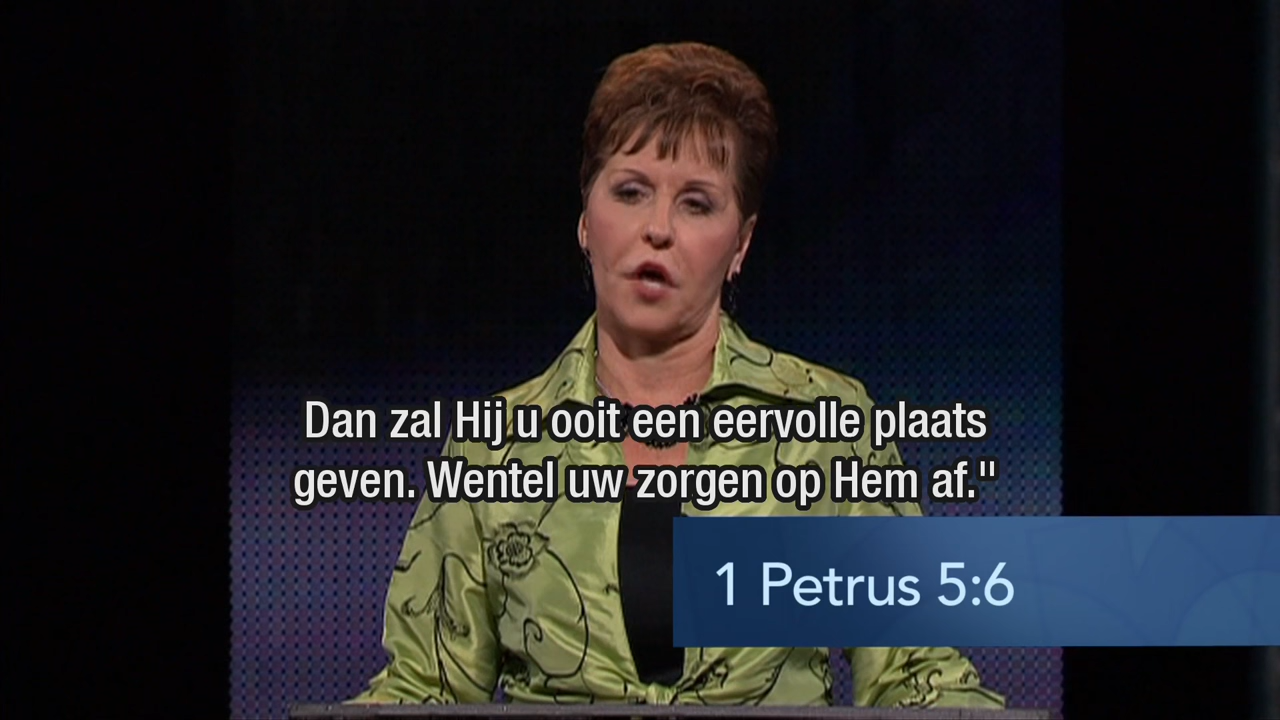 Dan zal Hij u ooit een eervolle plaats
geven. Wentel uw zorgen op Hem af."
1 Petrus 5:6